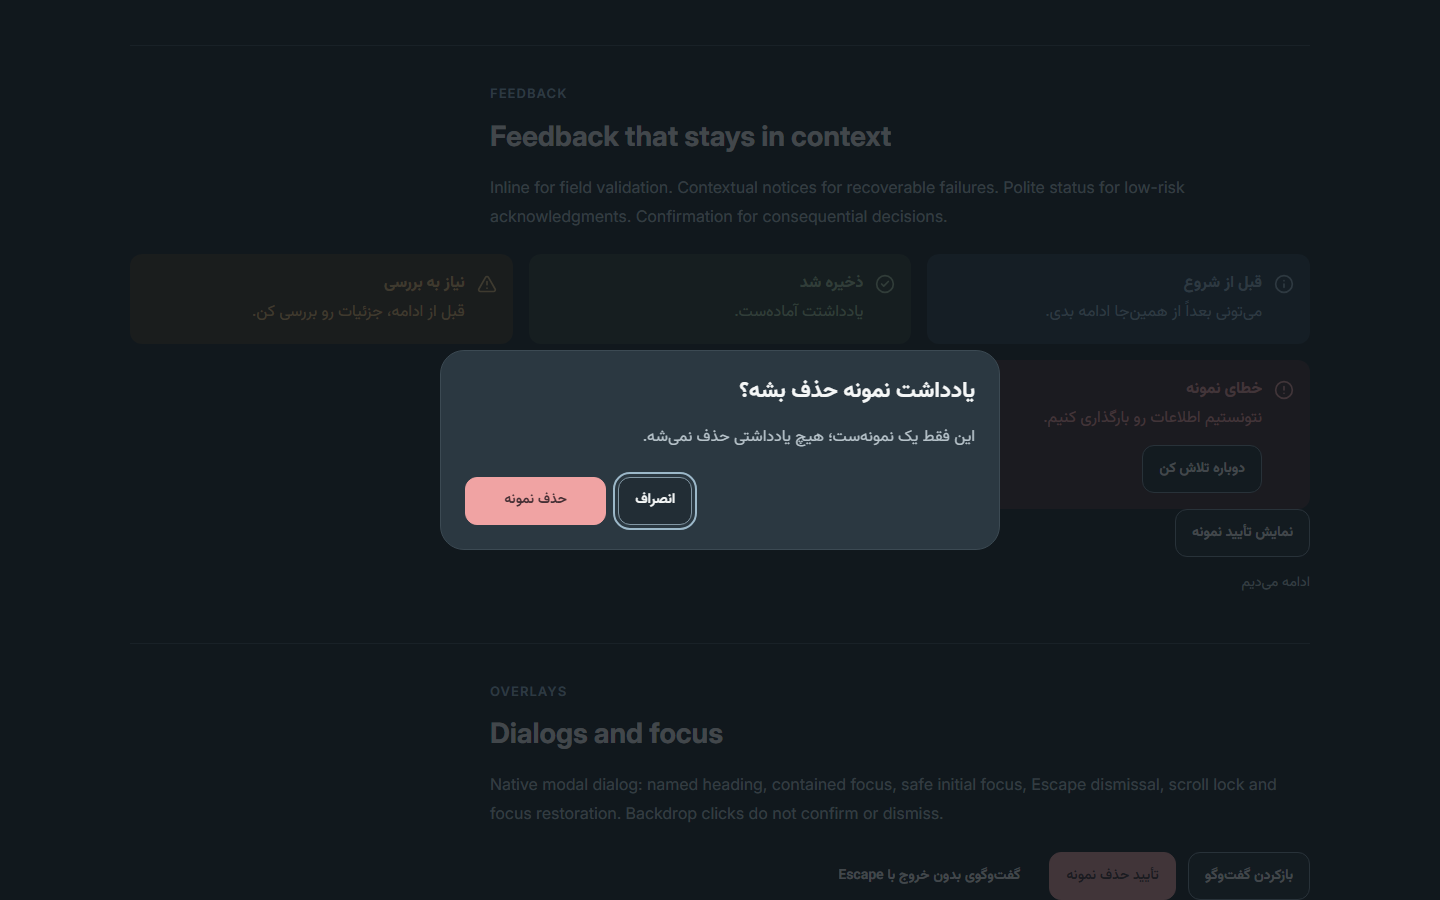 FEEDBACK
Feedback that stays in context
Inline for field validation. Contextual notices for recoverable failures. Polite status for low-risk
acknowledgments. Confirmation for consequential decisions.
قبل از شروع
می‌تونی بعداً از همین‌جا ادامه بدی.
ذخیره شد
یادداشتت آماده‌ست.
نیاز به بررسی
قبل از ادامه، جزئیات رو بررسی کن.
خطای نمونه
نتونستیم اطلاعات رو بارگذاری کنیم.
دوباره تلاش کن
یادداشت نمونه حذف بشه؟
این فقط یک نمونه‌ست؛ هیچ یادداشتی حذف نمی‌شه.
انصراف
حذف نمونه
نمایش تأیید نمونه
ادامه می‌دیم
OVERLAYS
Dialogs and focus
Native modal dialog: named heading, contained focus, safe initial focus, Escape dismissal, scroll lock and
focus restoration. Backdrop clicks do not confirm or dismiss.
بازکردن گفت‌وگو
تأیید حذف نمونه
گفت‌وگوی بدون خروج با Escape